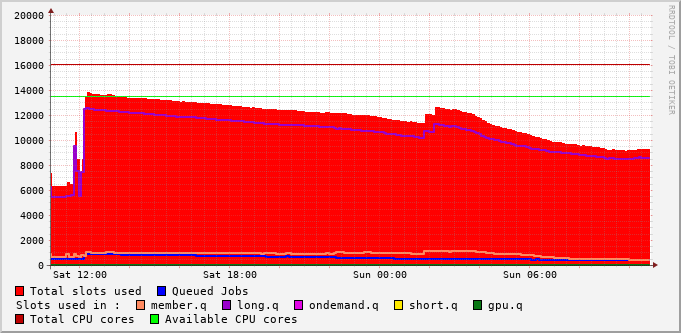 20000
18000
16000
14000
12000
10000
8000
6000
4000
2000
0
Sat 12:00 Sat 18:00 Sun 00:00 Sun 06:00
RRDTOOL / TOBI OETIKER
Total slots used Queued Jobs
Slots used in : member.q long.q ondemand.q short.q gpu.q
Total CPU cores Available CPU cores